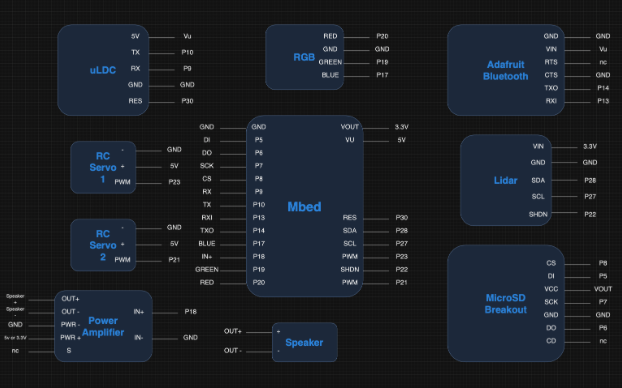 uLDC
5V Vu
TX P10
RX P9
GND GND
RES P30
RGB
RED P20
GND GND
GREEN P19
BLUE P17
Adafruit
Bluetooth
GND GND
VIN Vu
RTS nc
CTS GND
TXO P14
RXI P13
RC
Servo
1
- GND
+ 5V
PWM P23
RC
Servo
2
- GND
+ 5V
PWM P21
Mbed
GND GND
DI P5
DO P6
SCK P7
CS P8
RX P9
TX P10
RXI P13
TXO P14
BLUE P17
IN+ P18
GREEN P19
RED P20
VOUT 3.3V
VU 5V
RES P30
SDA P28
SCL P27
PWM P23
SHDN P22
PWM P21
Lidar
VIN 3.3V
GND GND
SDA P28
SCL P27
SHDN P22
MicroSD
Breakout
CS P8
DI P5
VCC VOUT
SCK P7
GND GND
DO P6
CD nc
Power
Amplifier
Speaker
+
OUT+
Speaker
-
OUT -
GND PWR -
5v or 3.3V PWR +
nc S
IN+ P18
IN- GND
Speaker
OUT+ +
OUT - -